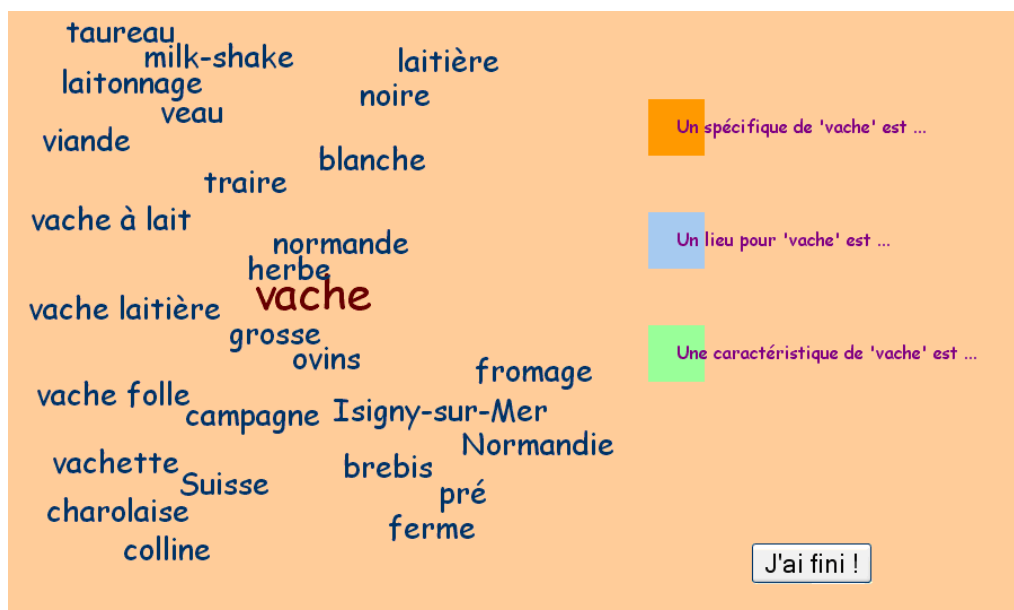 taureau
milk-shake
laitière
laitonnage
noire
veau
viande
blanche
traire
vache à lait
normande
herbe
vache
vache laitière
grosse
ovins
fromage
vache folle
campagne
Isigny-sur-Mer
Normandie
vachette
brebis
Suisse
pré
charolaise
ferme
colline
Un spécifique de 'vache' est ...
Un lieu pour 'vache' est ...
Une caractéristique de 'vache' est ...
J'ai fini !